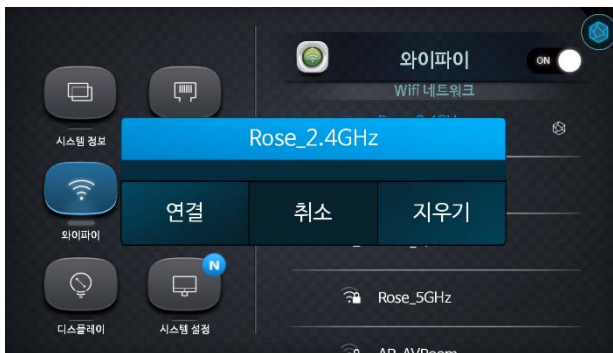 와이파이
ON
Wifi 네트워크
시스템 정보
Rose_2.4GHz
연결
취소
지우기
와이파이
N
Rose_5GHz
디스플레이
시스템 설정